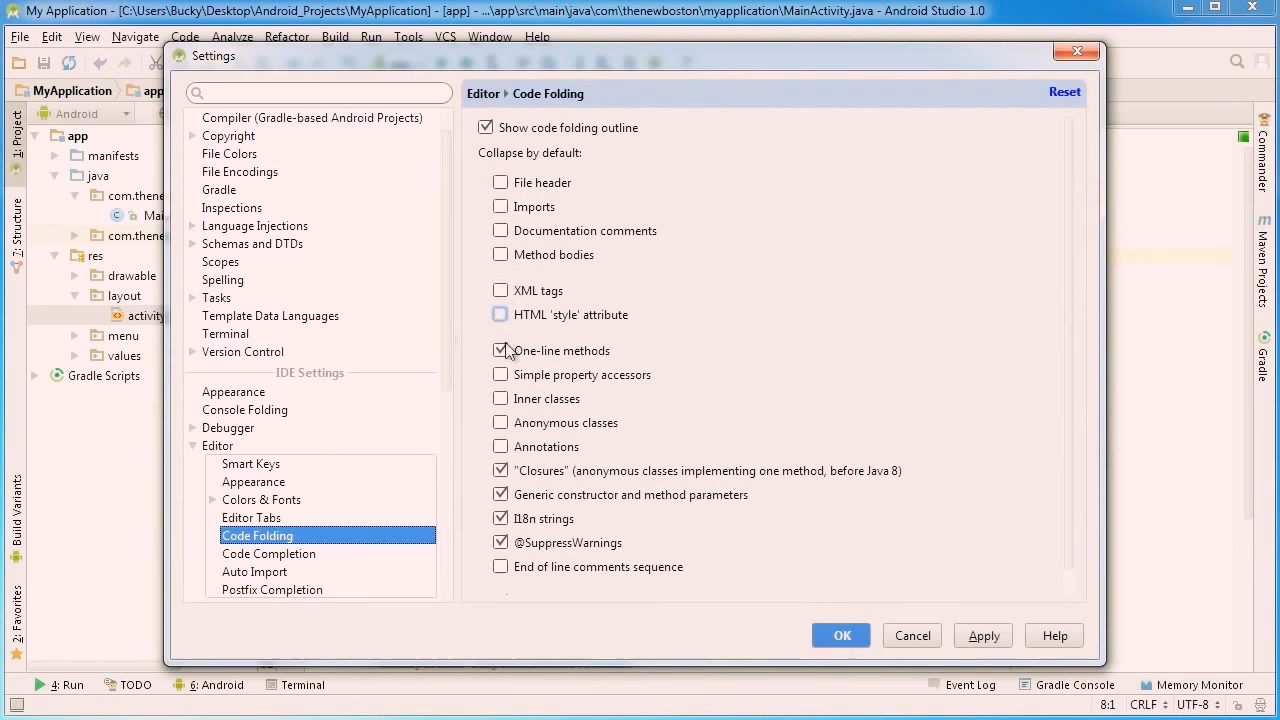 My Application - [C:\Users\Bucky\Desktop\Android_Projects\MyApplication] - [app] - ...\app\src\main\java\com\thenewboston\myapplication\MainActivity.java - Android Studio 1.0
File Edit View Navigate Code Analyze Refactor Build Run Tools VCS Window Help
Settings
MyApplication app
Android
1: Project
app
manifests
java
com.thene
Mai
com.thene
res
drawable
layout
activity
menu
values
Gradle Scripts
7: Structure
Build Variants
2: Favorites
Compiler (Gradle-based Android Projects)
Copyright
File Colors
File Encodings
Gradle
Inspections
Language Injections
Schemas and DTDs
Scopes
Spelling
Tasks
Template Data Languages
Terminal
Version Control
IDE Settings
Appearance
Console Folding
Debugger
Editor
Smart Keys
Appearance
Colors & Fonts
Editor Tabs
Code Folding
Code Completion
Auto Import
Postfix Completion
Editor Code Folding
Reset
Show code folding outline
Collapse by default:
File header
Imports
Documentation comments
Method bodies
XML tags
HTML 'style' attribute
One-line methods
Simple property accessors
Inner classes
Anonymous classes
Annotations
"Closures" (anonymous classes implementing one method, before Java 8)
Generic constructor and method parameters
I18n strings
@SuppressWarnings
End of line comments sequence
OK Cancel Apply Help
Commander
m
Maven Projects
Gradle
4: Run TODO 6: Android Terminal Event Log Gradle Console Memory Monitor
8:1 CRLF UTF-8